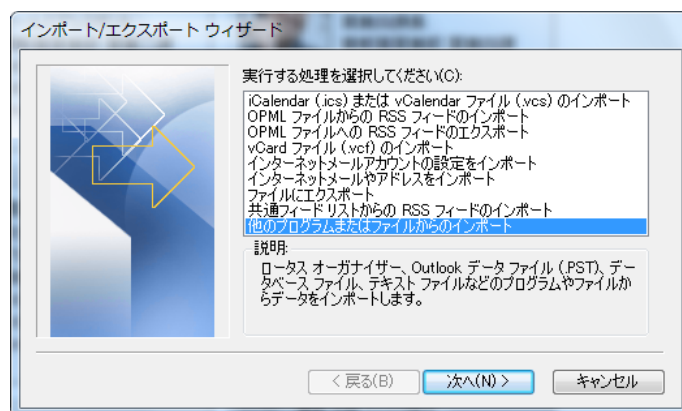 インポート/エクスポート ウィザード
実行する処理を選択してください(C):
iCalendar (.ics) または vCalendar ファイル (.vcs) のインポート
OPML ファイルからの RSS フィードのインポート
OPML ファイルへの RSS フィードのエクスポート
vCard ファイル (.vcf) のインポート
インターネットメールアカウントの設定をインポート
インターネットメールやアドレスをインポート
ファイルにエクスポート
共通フィード リストからの RSS フィードのインポート
他のプログラムまたはファイルからのインポート
説明:
ロータス オーガナイザー、Outlook データ ファイル (.PST)、デー
タベース ファイル、テキスト ファイルなどのプログラムやファイルか
らデータをインポートします。
< 戻る(B)
次へ(N) >
キャンセル